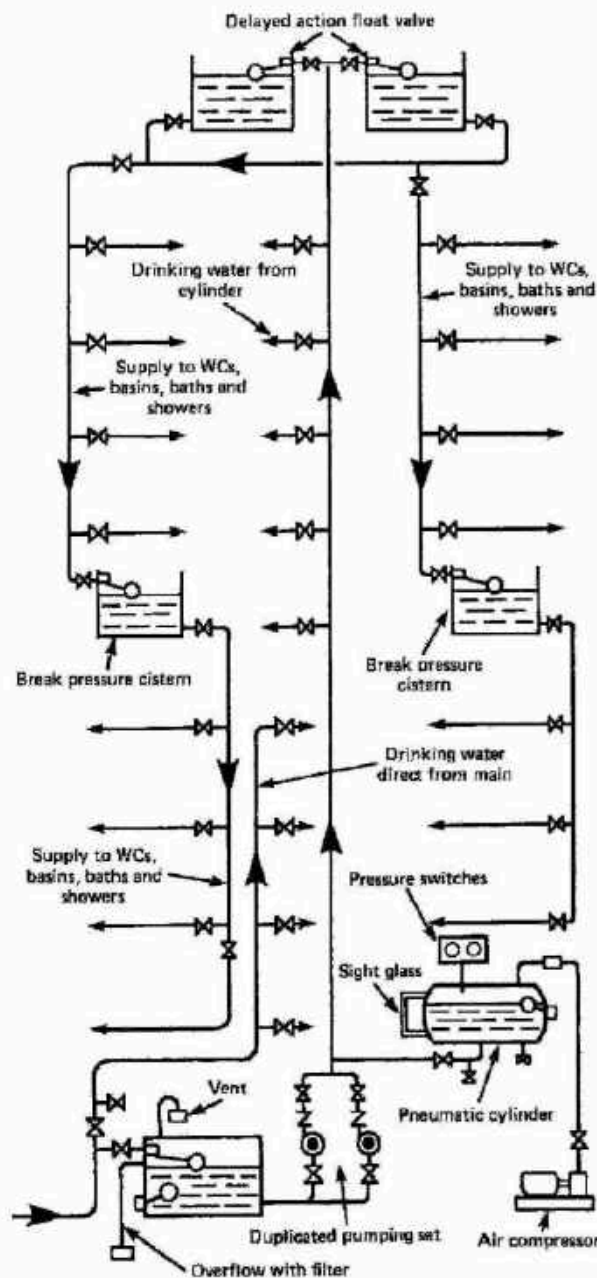 Delayed action float valve
Drinking water from
cylinder
Supply to WCs,
basins, baths and
showers
Supply to WCs,
basins, baths and
showers
Break pressure cistern
Break pressure
cistern
Drinking water
direct from main
Supply to WCs,
basins, baths and
showers
Pressure switches
Sight glass
Vent
Pneumatic cylinder
Duplicated pumping set
Air compressor
Overflow with filter